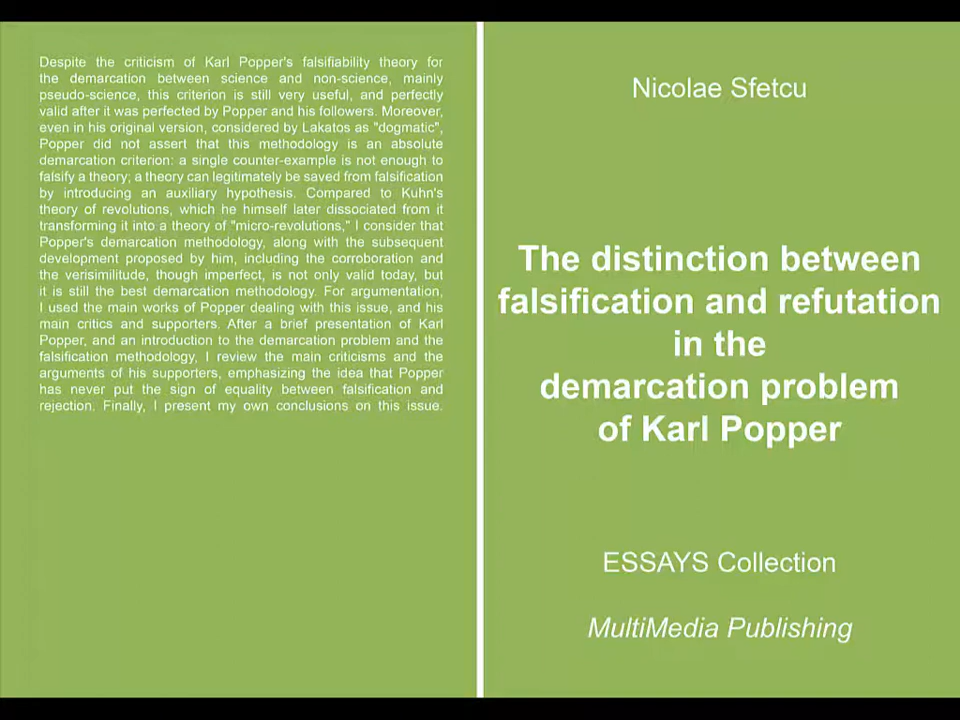 Despite the criticism of Karl Popper's falsifiability theory for
the demarcation between science and non-science, mainly
pseudo-science, this criterion is still very useful, and perfectly
valid after it was perfected by Popper and his followers. Moreover,
even in his original version, considered by Lakatos as "dogmatic",
Popper did not assert that this methodology is an absolute
demarcation criterion: a single counter-example is not enough to
falsify a theory; a theory can legitimately be saved from falsification
by introducing an auxiliary hypothesis. Compared to Kuhn's
theory of revolutions, which he himself later dissociated from it
transforming it into a theory of "micro-revolutions," I consider that
Popper's demarcation methodology, along with the subsequent
development proposed by him, including the corroboration and
the verisimilitude, though imperfect, is not only valid today, but
it is still the best demarcation methodology. For argumentation,
I used the main works of Popper dealing with this issue, and his
main critics and supporters. After a brief presentation of Karl
Popper, and an introduction to the demarcation problem and the
falsification methodology, I review the main criticisms and the
arguments of his supporters, emphasizing the idea that Popper
has never put the sign of equality between falsification and
rejection. Finally, I present my own conclusions on this issue.
Nicolae Sfetcu
The distinction between
falsification and refutation
in the
demarcation problem
of Karl Popper
ESSAYS Collection
MultiMedia Publishing